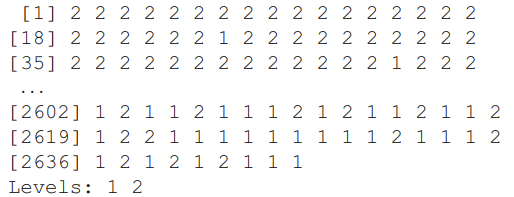 [1] 2 2 2 2 2 2 2 2 2 2 2 2 2 2 2 2 2
[18] 2 2 2 2 2 2 1 2 2 2 2 2 2 2 2 2 2
[35] 2 2 2 2 2 2 2 2 2 2 2 2 2 1 2 2 2
...
[2602] 1 2 1 1 2 1 1 1 2 1 2 1 1 2 1 1 2
[2619] 1 2 2 1 1 1 1 1 1 1 1 1 2 1 1 1 2
[2636] 1 2 1 2 1 2 1 1 1
Levels: 1 2